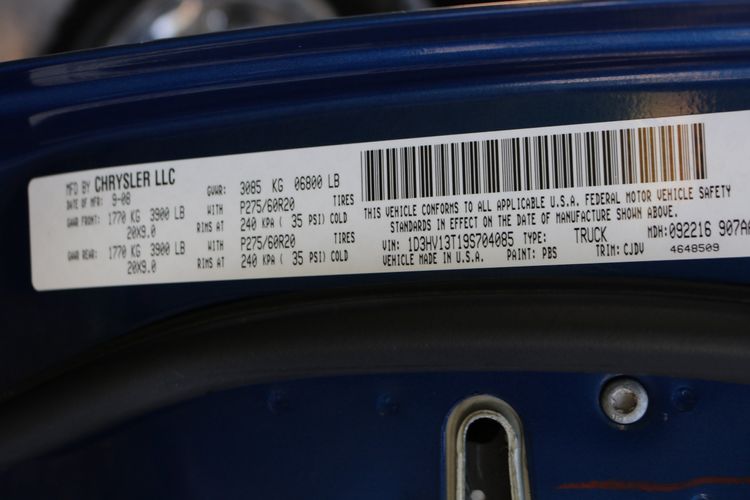 MFD BY CHRYSLER LLC
DATE OF MFR: 9-08
GVWR: 3085 KG 06800 LB
GAWR FRONT: 1770 KG 3900 LB WITH P275/60R20 TIRES
20X9.0 RIMS AT 240 KPA ( 35 PSI) COLD
GAWR REAR: 1770 KG 3900 LB WITH P275/60R20 TIRES
20X9.0 RIMS AT 240 KPA ( 35 PSI) COLD
THIS VEHICLE CONFORMS TO ALL APPLICABLE U.S.A. FEDERAL MOTOR VEHICLE SAFETY
STANDARDS IN EFFECT ON THE DATE OF MANUFACTURE SHOWN ABOVE.
VIN: 1D3HV13T19S704085 TYPE: TRUCK MDH: 092216 907AA
VEHICLE MADE IN U.S.A. PAINT: PBS TRIM: CJDV 4648509